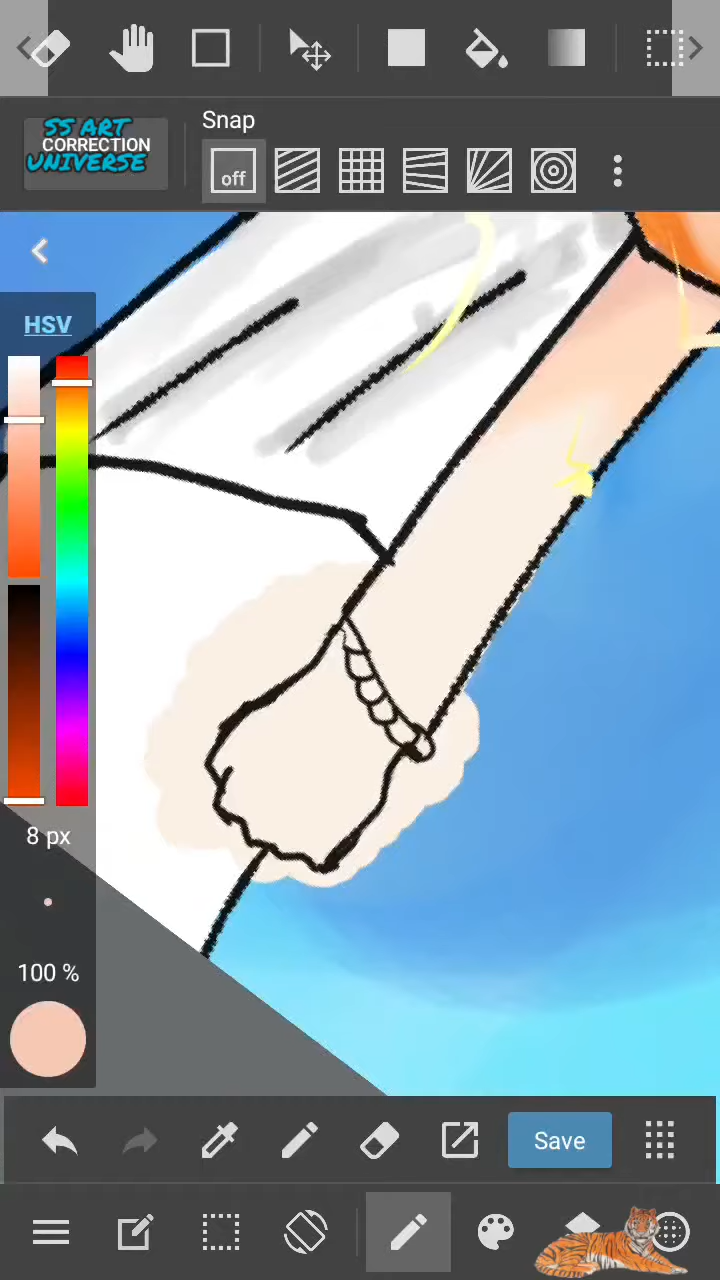 Snap
SS ART
CORRECTION
UNIVERSE
off
HSV
8 px
100 %
Save